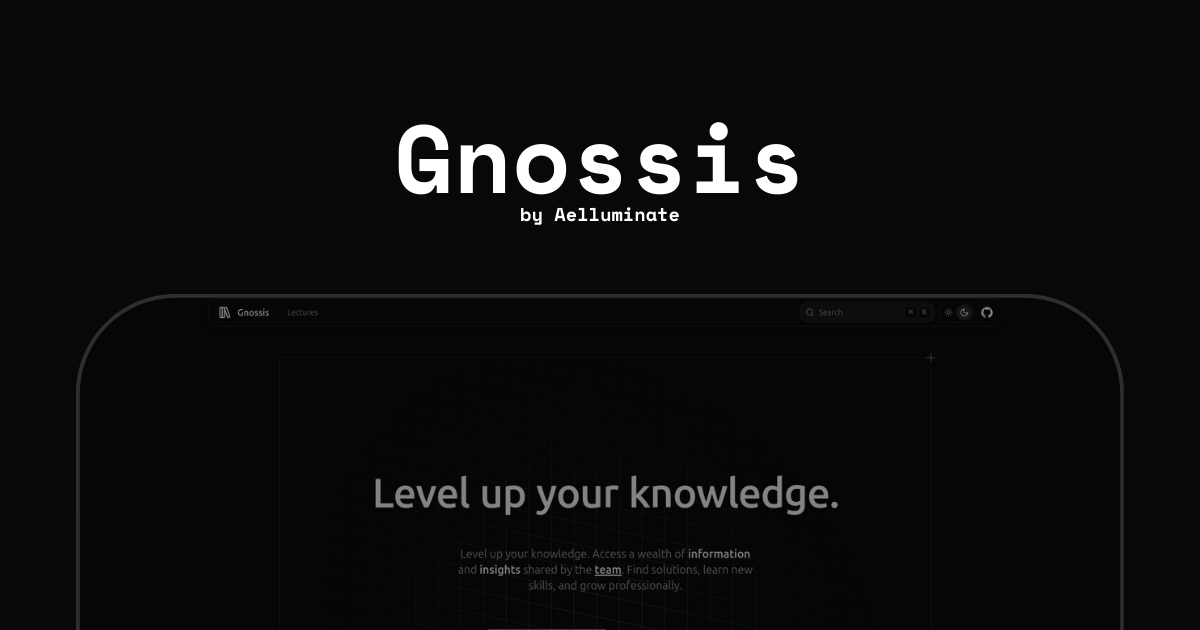 Gnossis
by Aelluminate
Gnossis Lectures Search ⌘ K
Level up your knowledge.
Level up your knowledge. Access a wealth of information
and insights shared by the team. Find solutions, learn new
skills, and grow professionally.